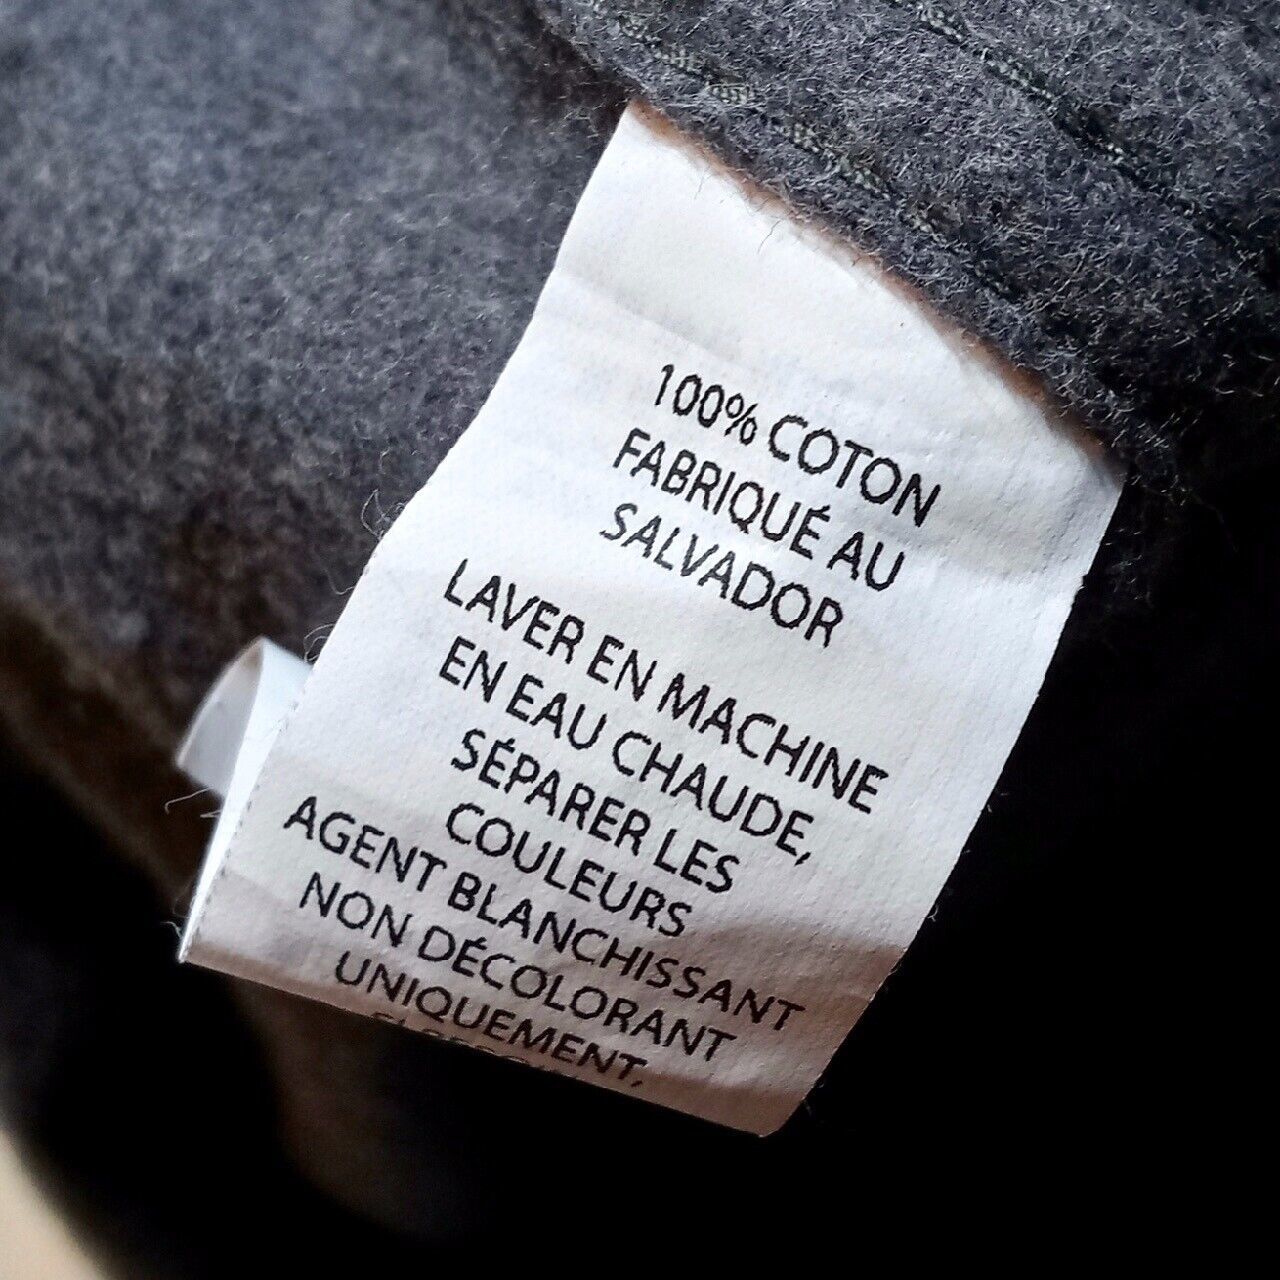 100% COTON
FABRIQUÉ AU
SALVADOR
LAVER EN MACHINE
EN EAU CHAUDE,
SÉPARER LES
COULEURS
AGENT BLANCHISSANT
NON DÉCOLORANT
UNIQUEMENT,